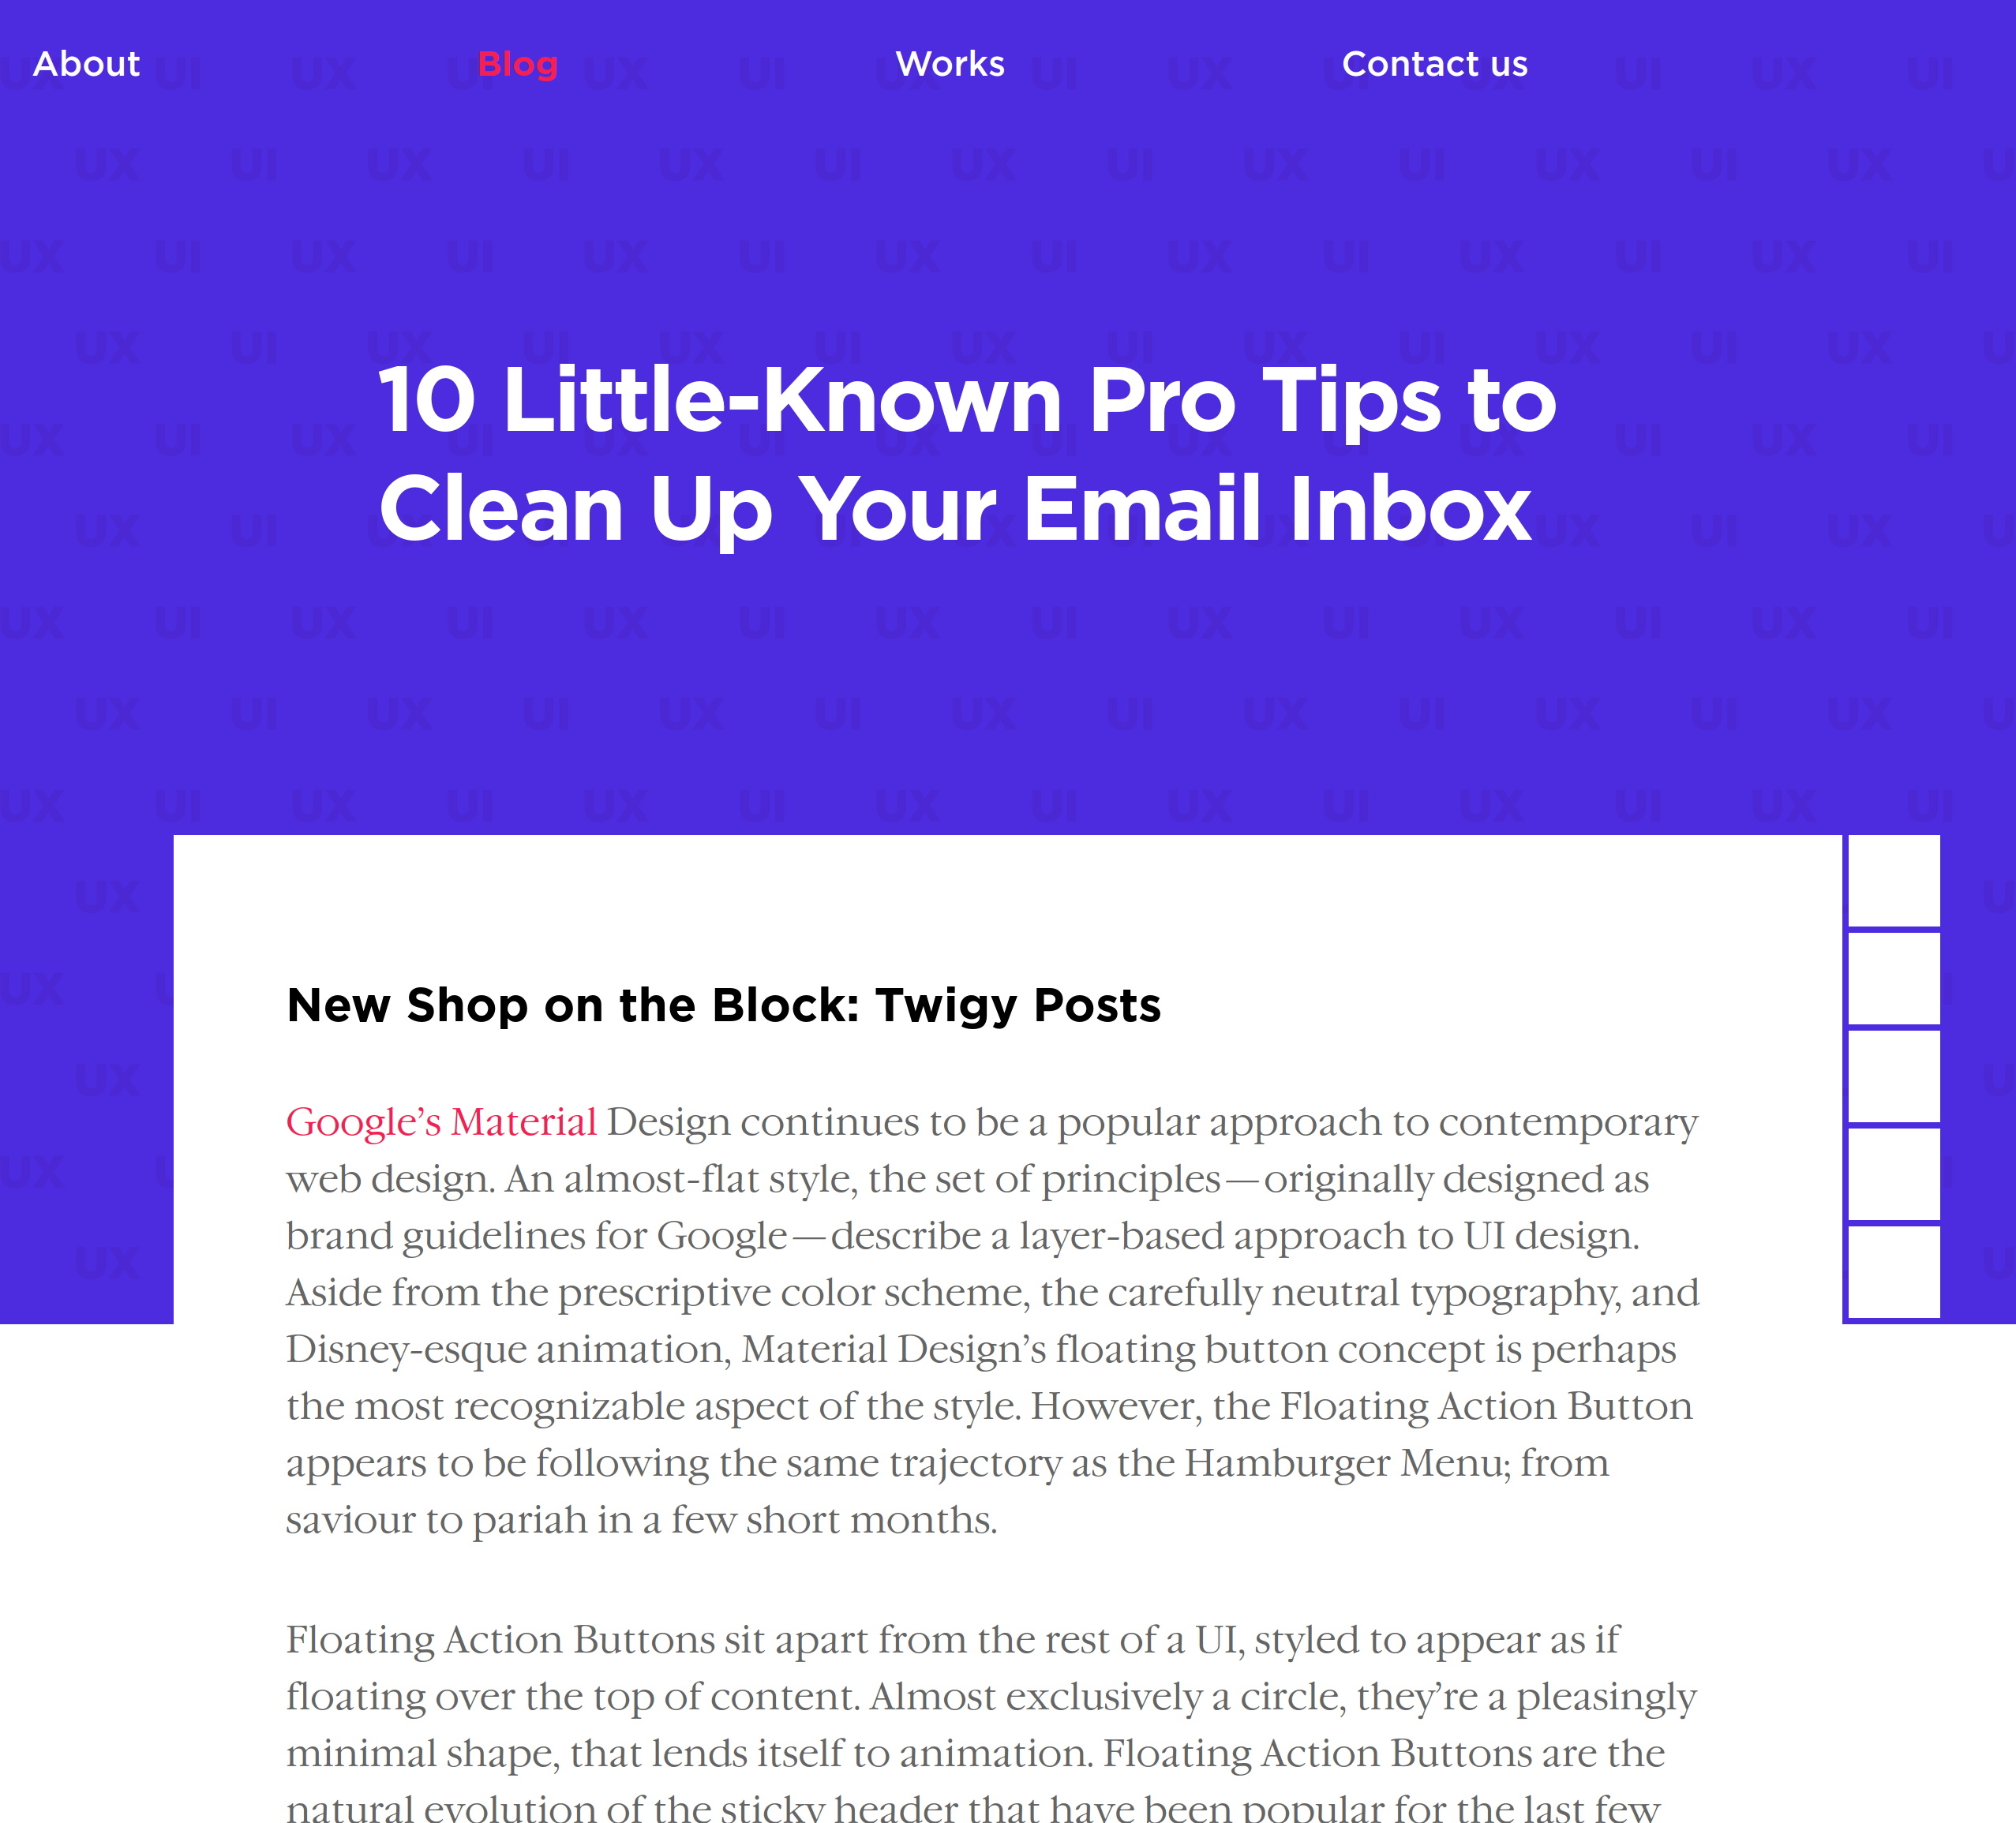 About Blog Works Contact us
10 Little-Known Pro Tips to
Clean Up Your Email Inbox
New Shop on the Block: Twigy Posts
Google’s Material Design continues to be a popular approach to contemporary
web design. An almost-flat style, the set of principles—originally designed as
brand guidelines for Google—describe a layer-based approach to UI design.
Aside from the prescriptive color scheme, the carefully neutral typography, and
Disney-esque animation, Material Design’s floating button concept is perhaps
the most recognizable aspect of the style. However, the Floating Action Button
appears to be following the same trajectory as the Hamburger Menu; from
saviour to pariah in a few short months.
Floating Action Buttons sit apart from the rest of a UI, styled to appear as if
floating over the top of content. Almost exclusively a circle, they’re a pleasingly
minimal shape, that lends itself to animation. Floating Action Buttons are the
natural evolution of the sticky header that have been popular for the last few